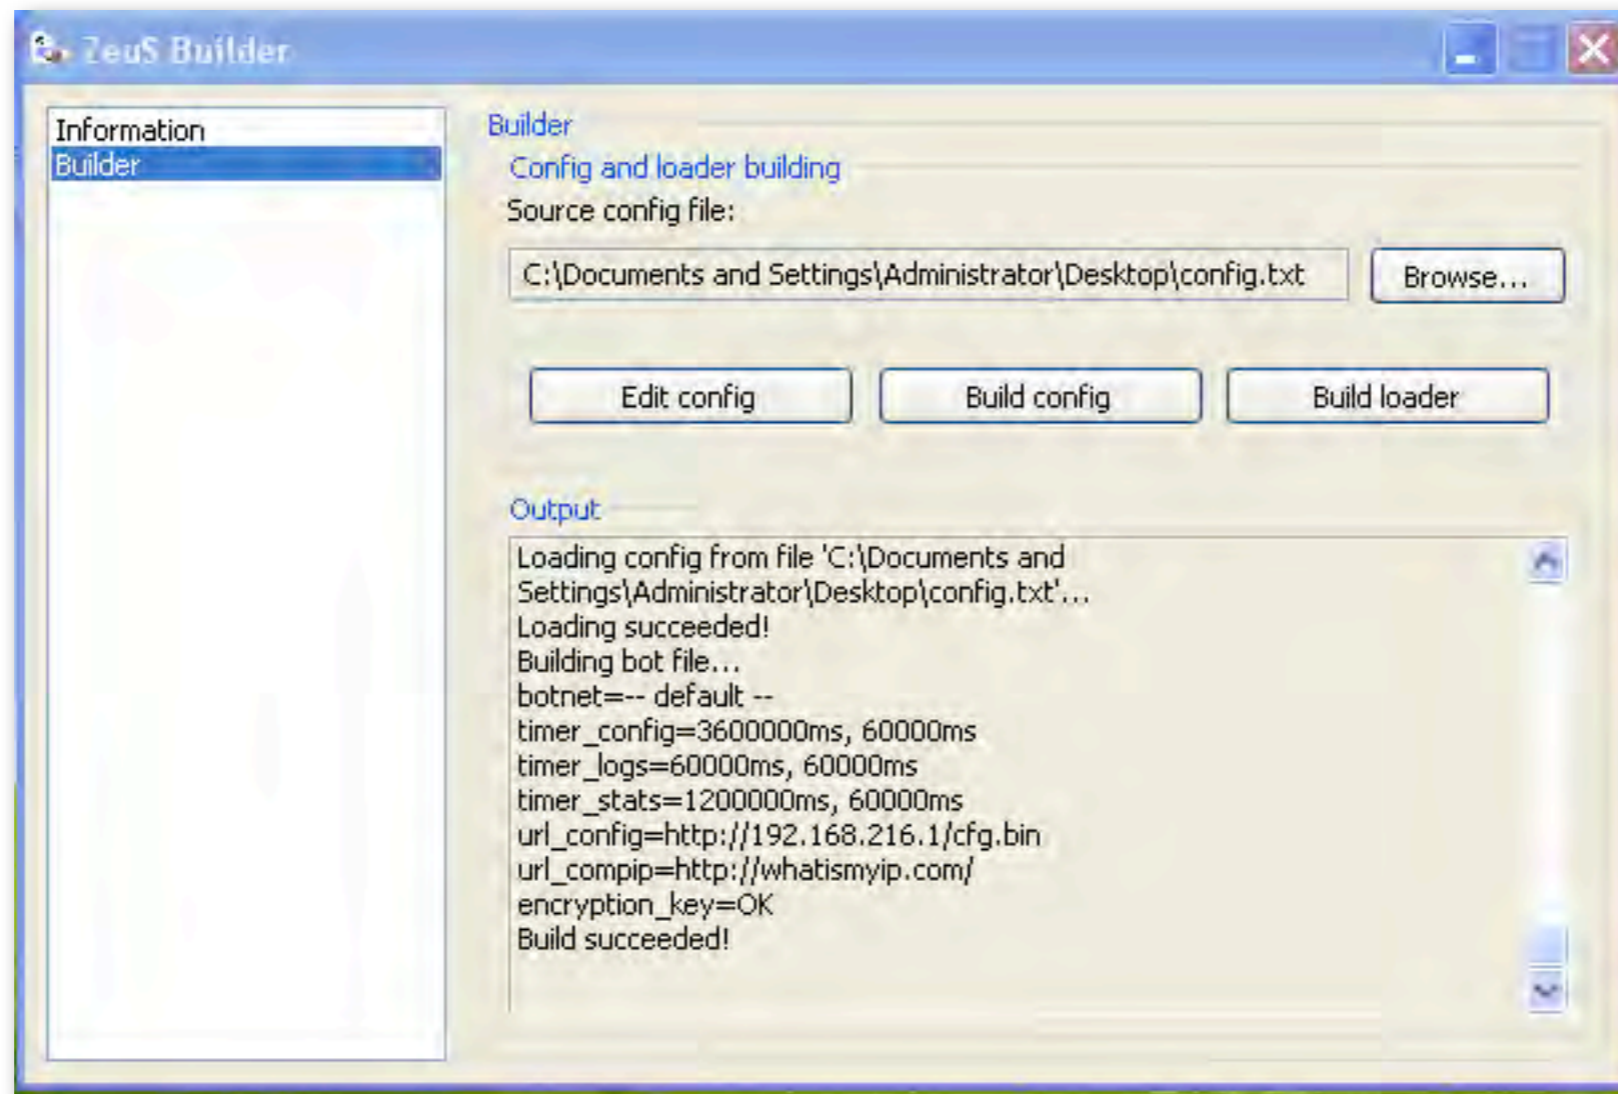 ZeuS Builder
Information
Builder
Builder
Config and loader building
Source config file:
C:\Documents and Settings\Administrator\Desktop\config.txt
Browse...
Edit config
Build config
Build loader
Output
Loading config from file 'C:\Documents and
Settings\Administrator\Desktop\config.txt'...
Loading succeeded!
Building bot file...
botnet=-- default --
timer_config=3600000ms, 60000ms
timer_logs=60000ms, 60000ms
timer_stats=1200000ms, 60000ms
url_config=http://192.168.216.1/cfg.bin
url_compip=http://whatismyip.com/
encryption_key=OK
Build succeeded!